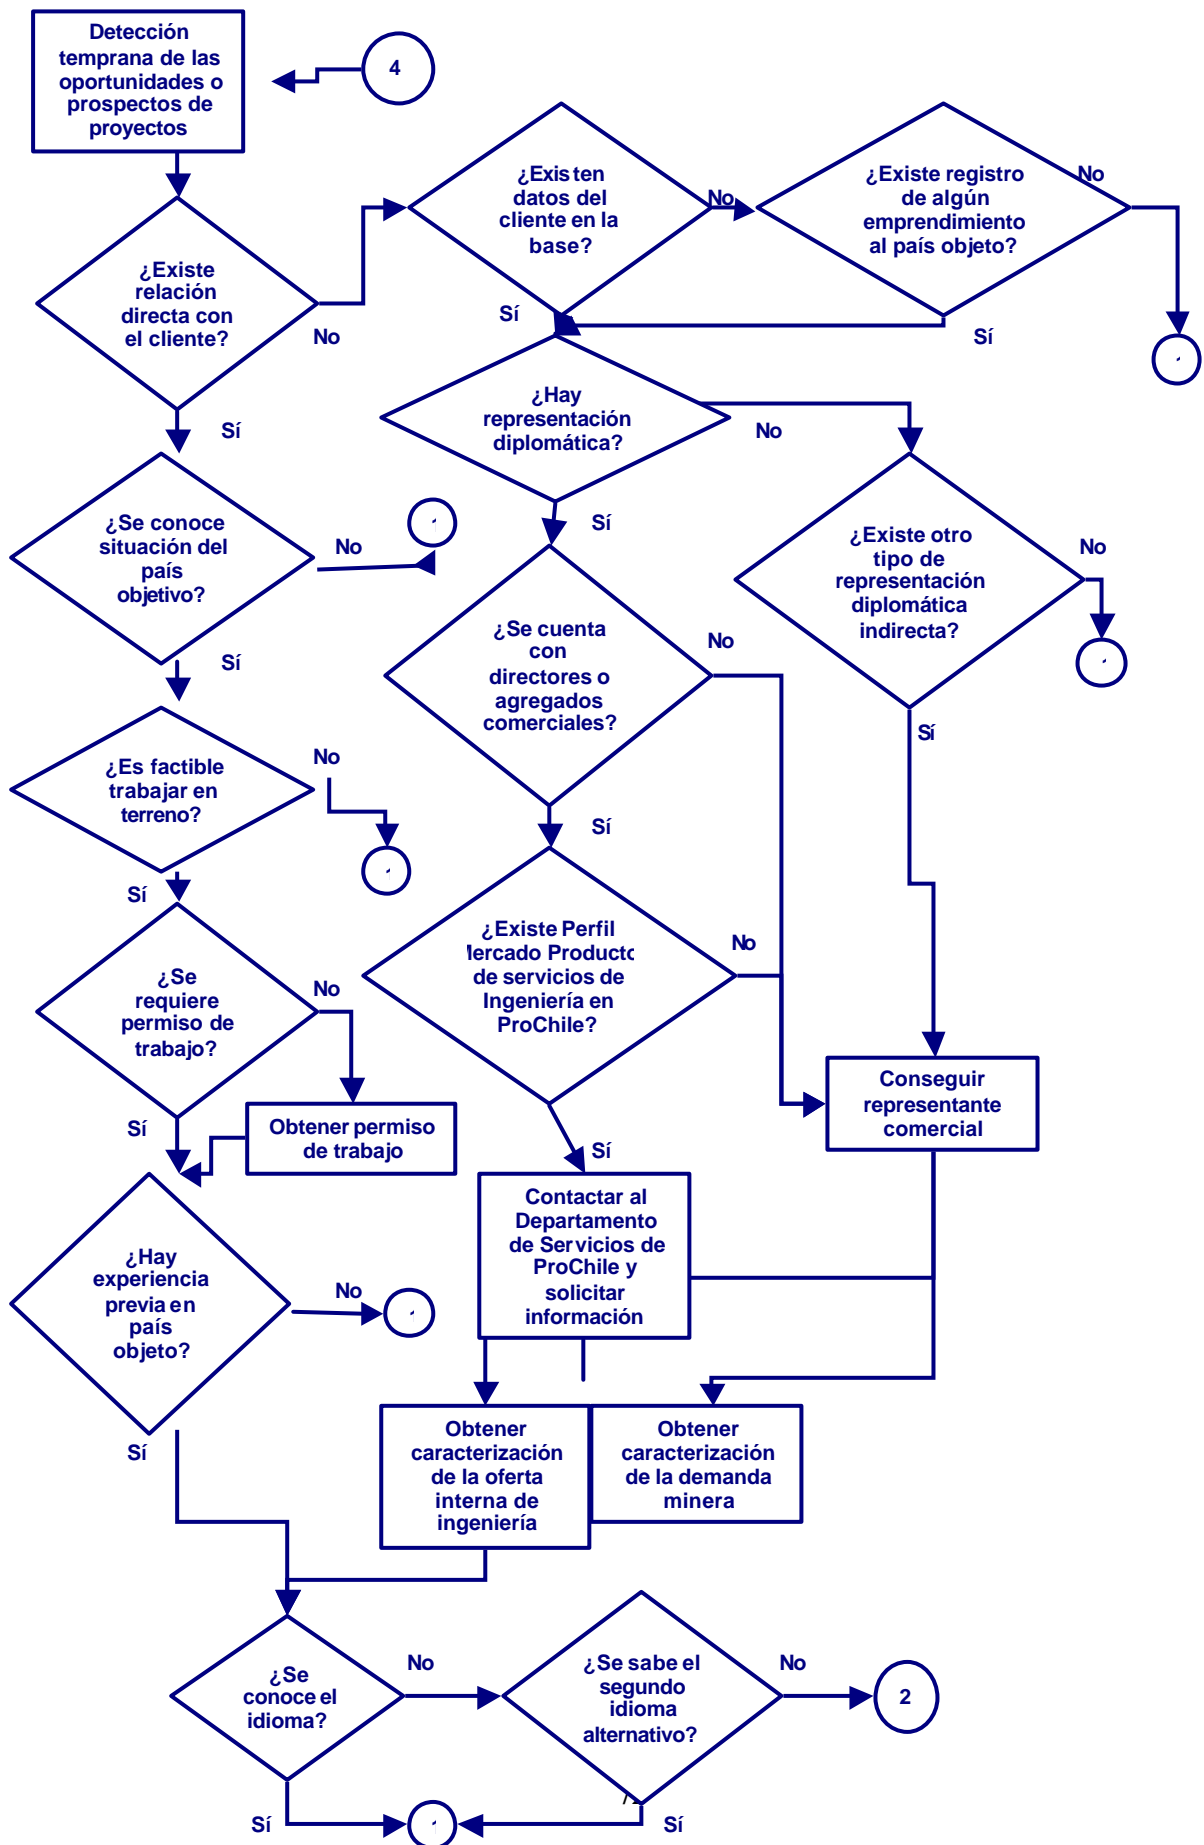 Detección
temprana de las
oportunidades o
prospectos de
proyectos
4
¿Existen
datos del
cliente en la
base?
No
¿Existe registro
de algún
emprendimiento
al país objeto?
No
¿Existe
relación
directa con
el cliente?
No
Sí
Sí
Sí
¿Hay
representación
diplomática?
No
Sí
¿Se conoce
situación del
país
objetivo?
No
Sí
¿Existe otro
tipo de
representación
diplomática
indirecta?
No
Sí
¿Se cuenta
con
directores o
agregados
comerciales?
No
Sí
¿Es factible
trabajar en
terreno?
No
Sí
¿Existe Perfil
Mercado Producto
de servicios de
Ingeniería en
ProChile?
No
Sí
¿Se
requiere
permiso de
trabajo?
No
Sí
Obtener permiso
de trabajo
Conseguir
representante
comercial
Contactar al
Departamento
de Servicios de
ProChile y
solicitar
información
¿Hay
experiencia
previa en
país
objeto?
No
Sí
Obtener
caracterización
de la oferta
interna de
ingeniería
Obtener
caracterización
de la demanda
minera
¿Se
conoce el
idioma?
No
¿Se sabe el
segundo
idioma
alternativo?
No
2
Sí
Sí